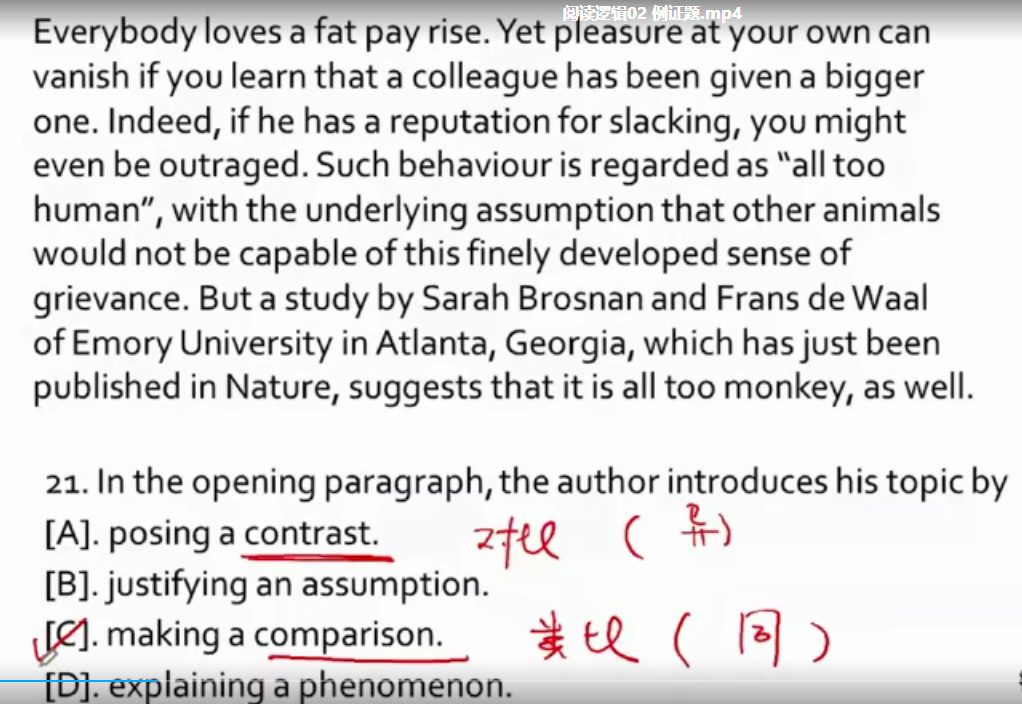 阅读逻辑02 例证题.mp4
Everybody loves a fat pay rise. Yet pleasure at your own can
vanish if you learn that a colleague has been given a bigger
one. Indeed, if he has a reputation for slacking, you might
even be outraged. Such behaviour is regarded as “all too
human”, with the underlying assumption that other animals
would not be capable of this finely developed sense of
grievance. But a study by Sarah Brosnan and Frans de Waal
of Emory University in Atlanta, Georgia, which has just been
published in Nature, suggests that it is all too monkey, as well.
21. In the opening paragraph, the author introduces his topic by
[A]. posing a contrast. 对比 (异)
[B]. justifying an assumption.
[C]. making a comparison. 类比 (同)
[D]. explaining a phenomenon.